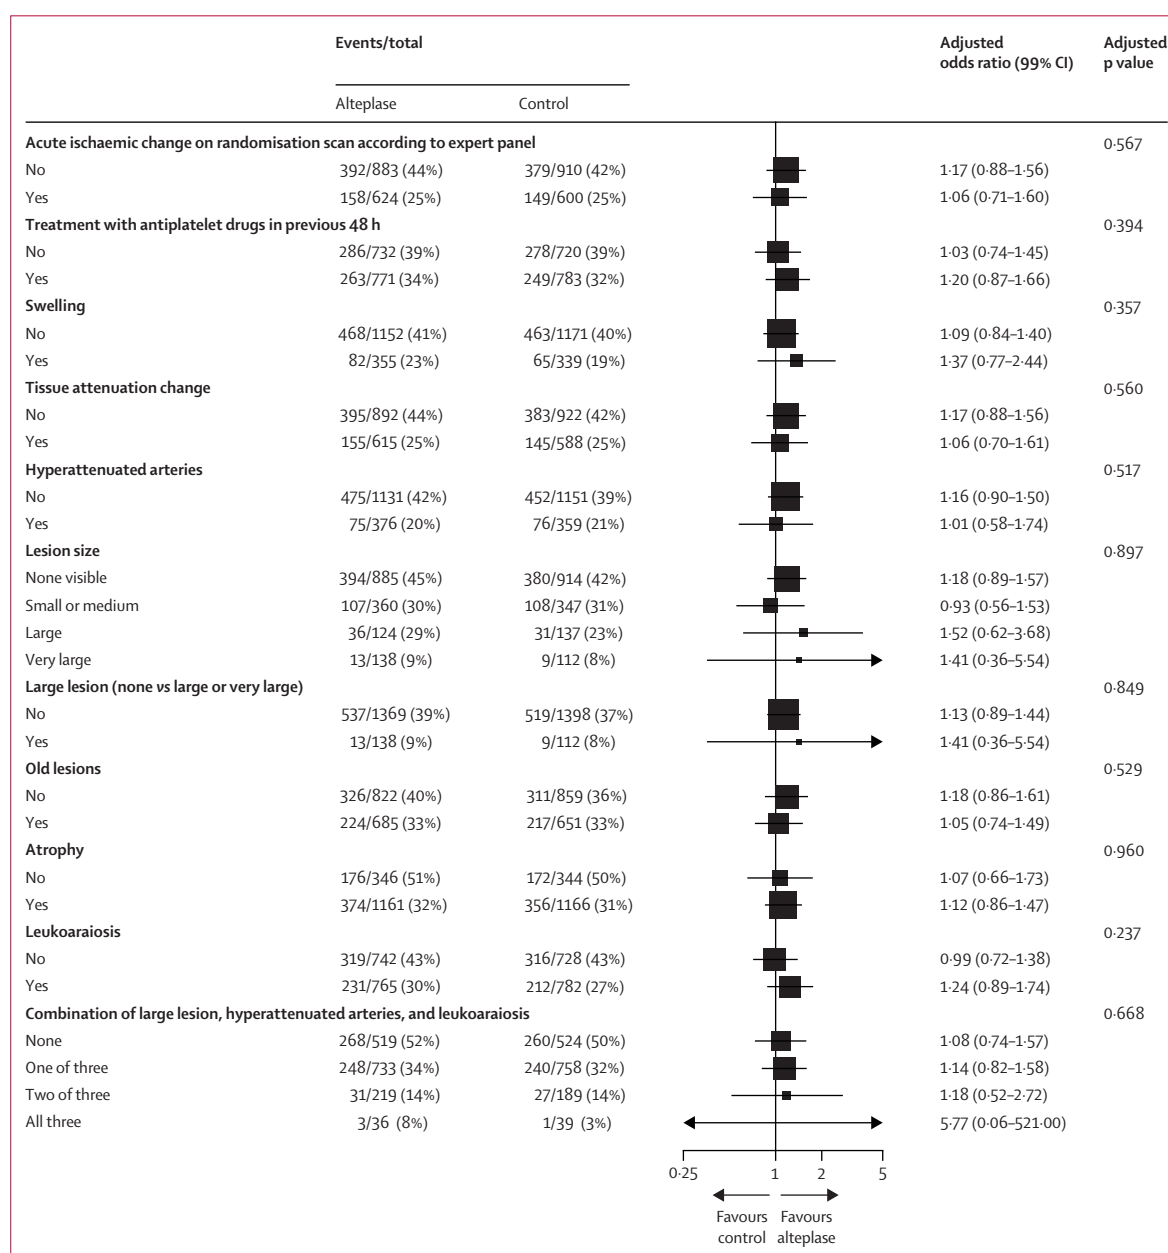 Events/total Adjusted Adjusted
odds ratio (99% CI) p value
Alteplase Control
Acute ischaemic change on randomisation scan according to expert panel 0·567
No 392/883 (44%) 379/910 (42%) 1·17 (0·88–1·56)
Yes 158/624 (25%) 149/600 (25%) 1·06 (0·71–1·60)
Treatment with antiplatelet drugs in previous 48 h 0·394
No 286/732 (39%) 278/720 (39%) 1·03 (0·74–1·45)
Yes 263/771 (34%) 249/783 (32%) 1·20 (0·87–1·66)
Swelling 0·357
No 468/1152 (41%) 463/1171 (40%) 1·09 (0·84–1·40)
Yes 82/355 (23%) 65/339 (19%) 1·37 (0·77–2·44)
Tissue attenuation change 0·560
No 395/892 (44%) 383/922 (42%) 1·17 (0·88–1·56)
Yes 155/615 (25%) 145/588 (25%) 1·06 (0·70–1·61)
Hyperattenuated arteries 0·517
No 475/1131 (42%) 452/1151 (39%) 1·16 (0·90–1·50)
Yes 75/376 (20%) 76/359 (21%) 1·01 (0·58–1·74)
Lesion size 0·897
None visible 394/885 (45%) 380/914 (42%) 1·18 (0·89–1·57)
Small or medium 107/360 (30%) 108/347 (31%) 0·93 (0·56–1·53)
Large 36/124 (29%) 31/137 (23%) 1·52 (0·62–3·68)
Very large 13/138 (9%) 9/112 (8%) 1·41 (0·36–5·54)
Large lesion (none vs large or very large) 0·849
No 537/1369 (39%) 519/1398 (37%) 1·13 (0·89–1·44)
Yes 13/138 (9%) 9/112 (8%) 1·41 (0·36–5·54)
Old lesions 0·529
No 326/822 (40%) 311/859 (36%) 1·18 (0·86–1·61)
Yes 224/685 (33%) 217/651 (33%) 1·05 (0·74–1·49)
Atrophy 0·960
No 176/346 (51%) 172/344 (50%) 1·07 (0·66–1·73)
Yes 374/1161 (32%) 356/1166 (31%) 1·12 (0·86–1·47)
Leukoaraiosis 0·237
No 319/742 (43%) 316/728 (43%) 0·99 (0·72–1·38)
Yes 231/765 (30%) 212/782 (27%) 1·24 (0·89–1·74)
Combination of large lesion, hyperattenuated arteries, and leukoaraiosis 0·668
None 268/519 (52%) 260/524 (50%) 1·08 (0·74–1·57)
One of three 248/733 (34%) 240/758 (32%) 1·14 (0·82–1·58)
Two of three 31/219 (14%) 27/189 (14%) 1·18 (0·52–2·72)
All three 3/36 (8%) 1/39 (3%) 5·77 (0·06–521·00)
0·25 1 2 5
Favours Favours
control alteplase